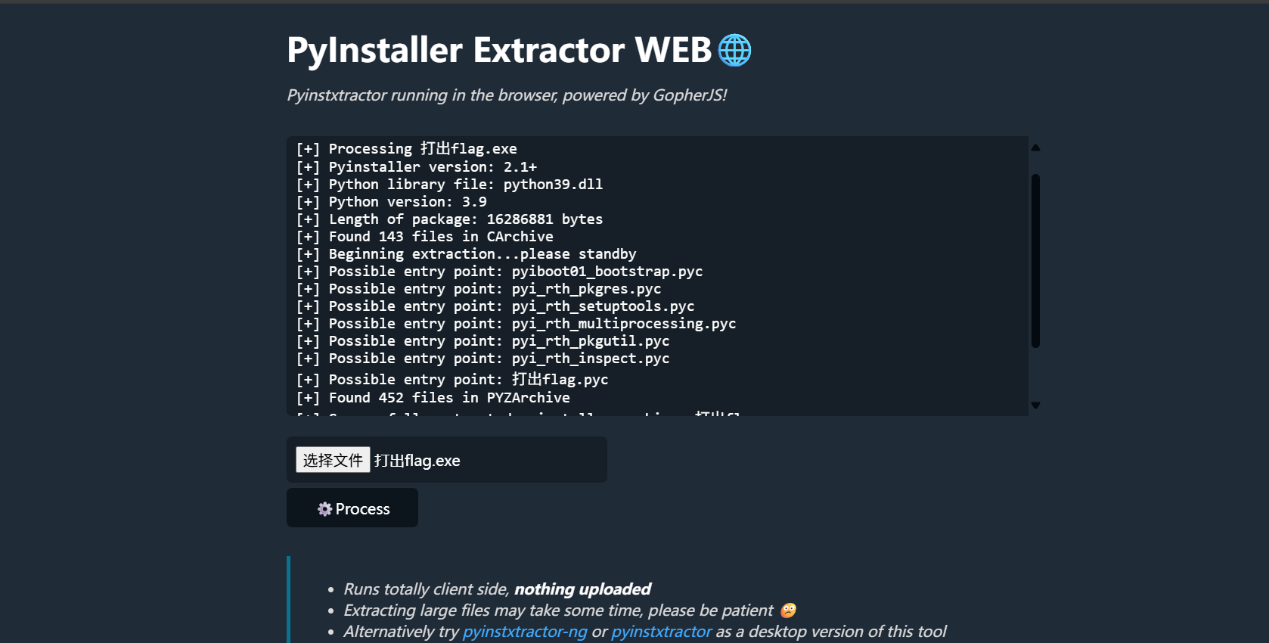 PyInstaller Extractor WEB🌐
Pyinstxtractor running in the browser, powered by GopherJS!
[+] Processing 打出flag.exe
[+] Pyinstaller version: 2.1+
[+] Python library file: python39.dll
[+] Python version: 3.9
[+] Length of package: 16286881 bytes
[+] Found 143 files in CArchive
[+] Beginning extraction...please standby
[+] Possible entry point: pyiboot01_bootstrap.pyc
[+] Possible entry point: pyi_rth_pkgres.pyc
[+] Possible entry point: pyi_rth_setuptools.pyc
[+] Possible entry point: pyi_rth_multiprocessing.pyc
[+] Possible entry point: pyi_rth_pkgutil.pyc
[+] Possible entry point: pyi_rth_inspect.pyc
[+] Possible entry point: 打出flag.pyc
[+] Found 452 files in PYZArchive
选择文件 打出flag.exe
Process
Runs totally client side, nothing uploaded
Extracting large files may take some time, please be patient
Alternatively try pyinstxtractor-ng or pyinstxtractor as a desktop version of this tool